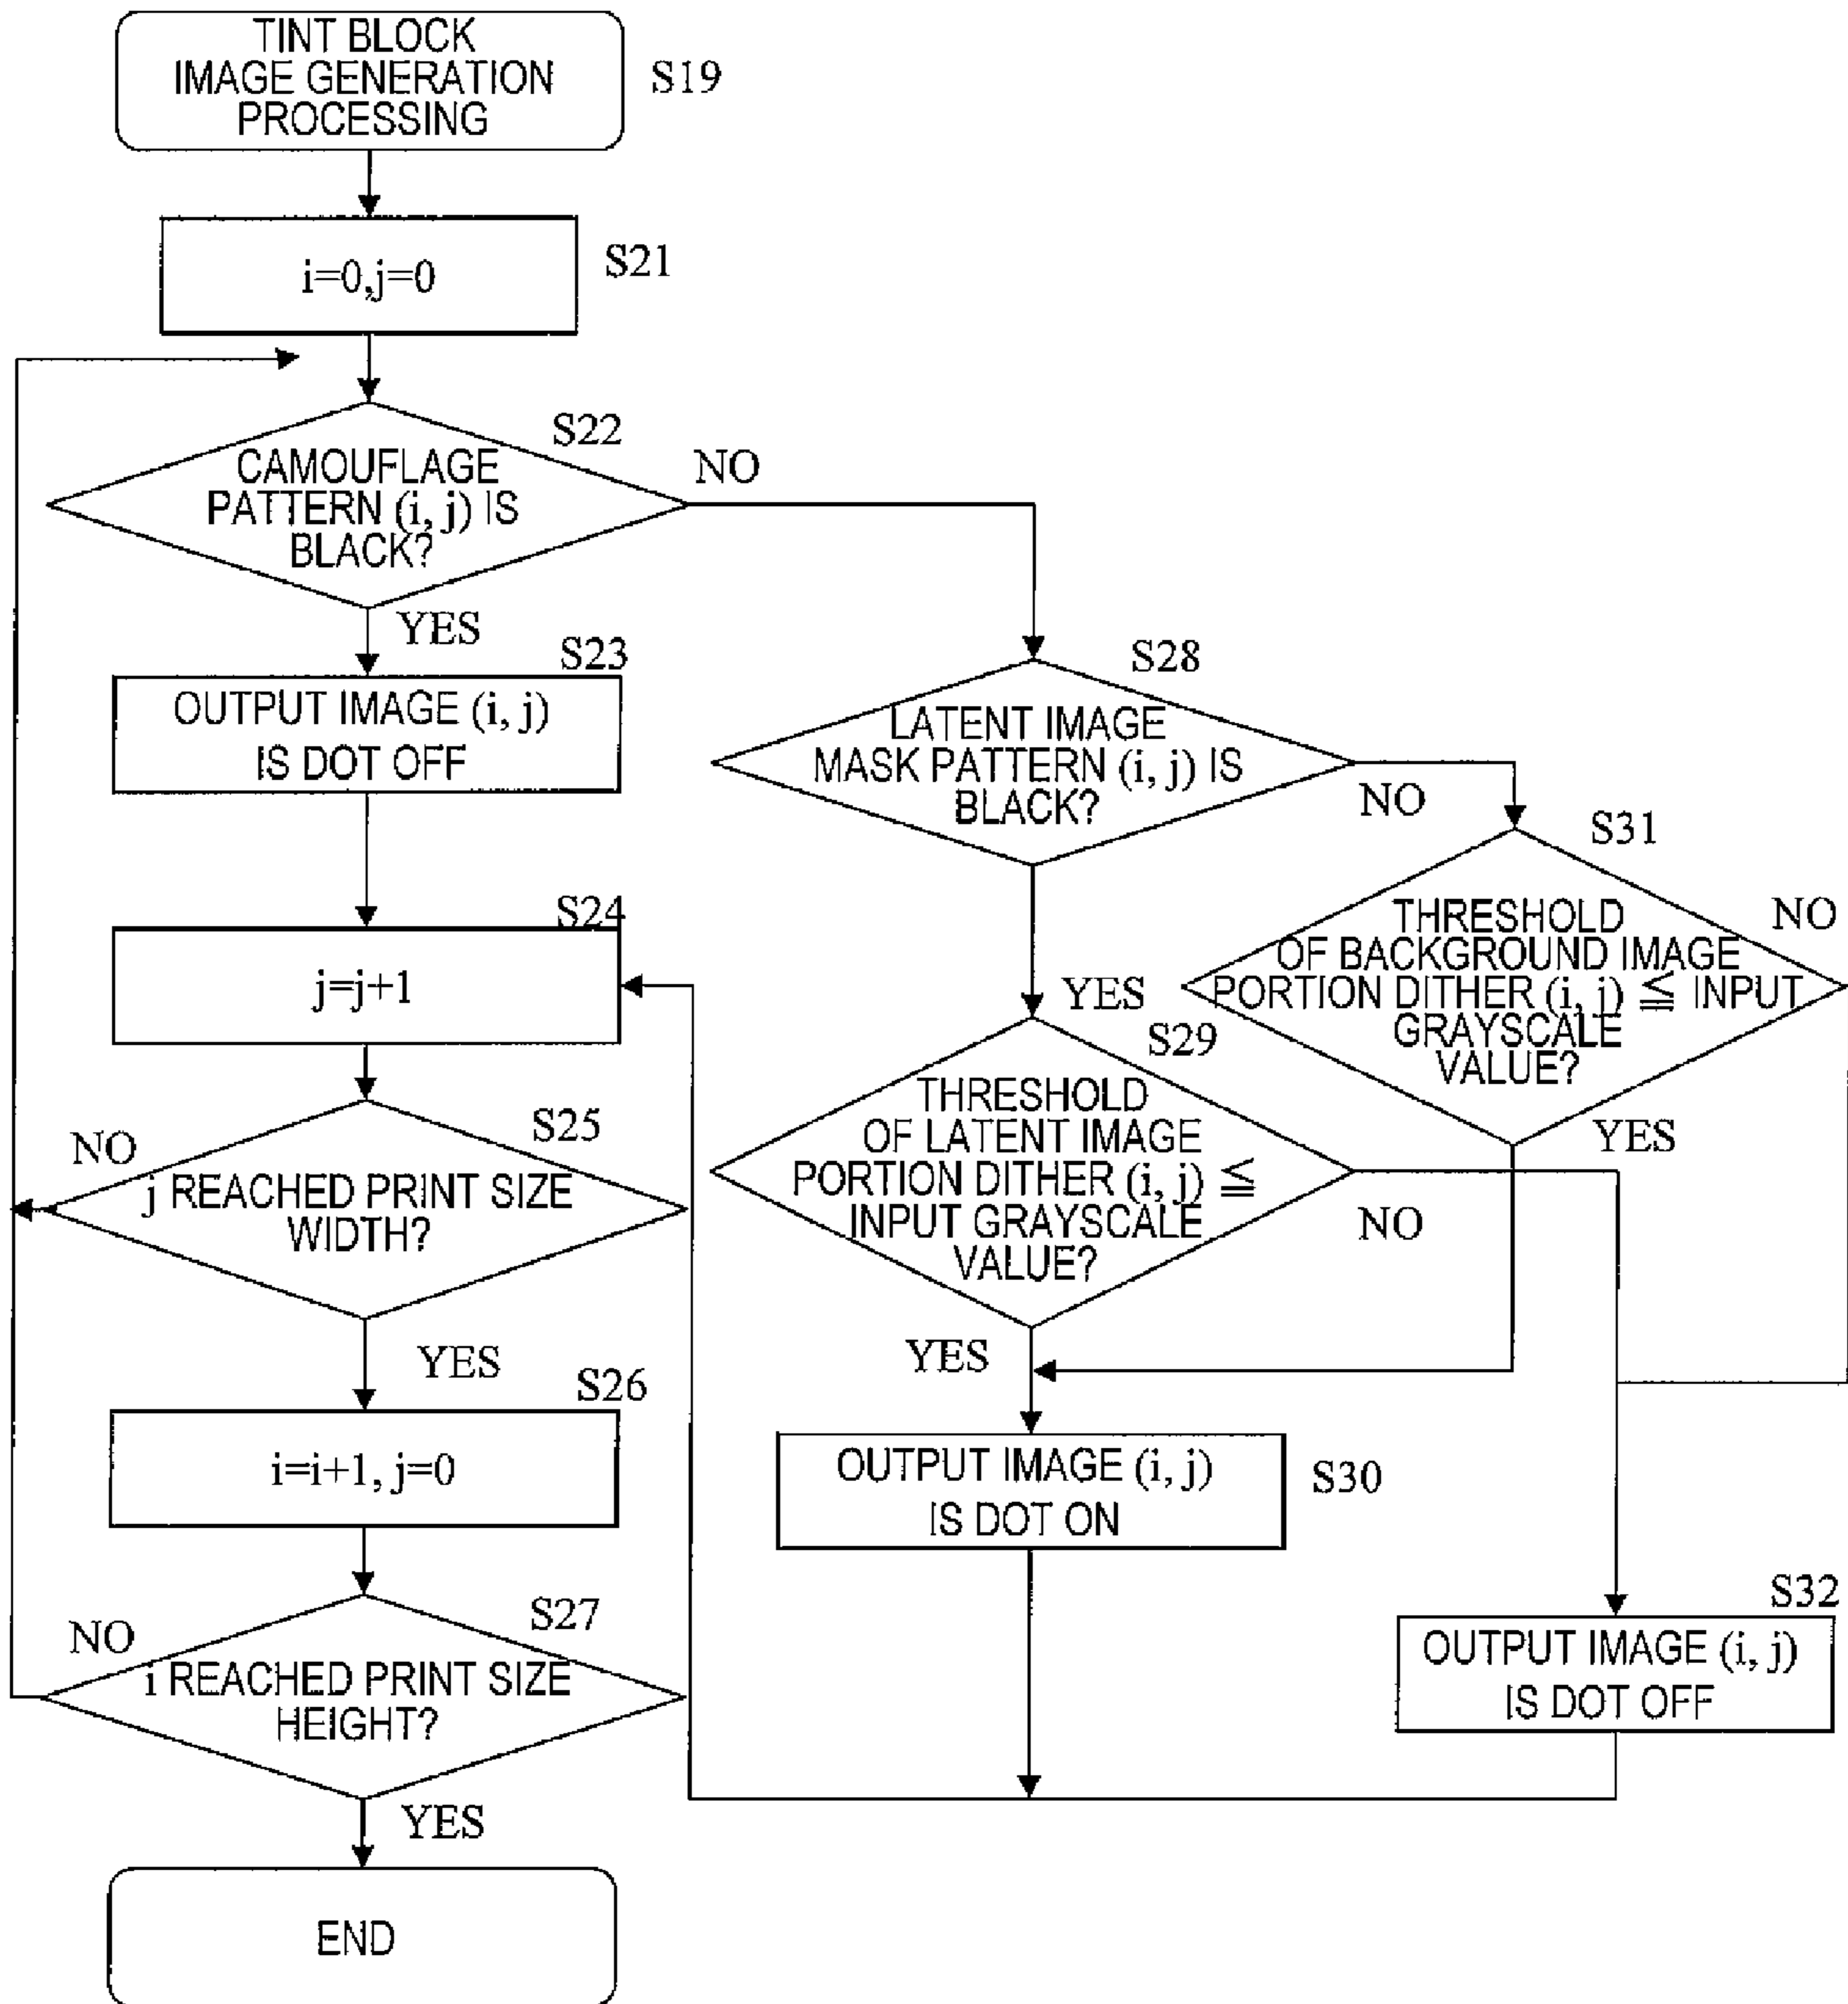 TINT BLOCK
IMAGE GENERATION
PROCESSING
S19
i=0,j=0
S21
S22
CAMOUFLAGE
PATTERN (i, j) IS
BLACK?
NO
YES
S23
OUTPUT IMAGE (i, j)
IS DOT OFF
S24
j=j+1
S25
NO
j REACHED PRINT SIZE
WIDTH?
YES
S26
i=i+1, j=0
S27
NO
i REACHED PRINT SIZE
HEIGHT?
YES
END
S28
LATENT IMAGE
MASK PATTERN (i, j) IS
BLACK?
NO
YES
S29
THRESHOLD
OF LATENT IMAGE
PORTION DITHER (i, j) ≦
INPUT GRAYSCALE
VALUE?
NO
YES
OUTPUT IMAGE (i, j)
IS DOT ON
S30
S31
THRESHOLD
OF BACKGROUND IMAGE
PORTION DITHER (i, j) ≦ INPUT
GRAYSCALE
VALUE?
NO
YES
S32
OUTPUT IMAGE (i, j)
IS DOT OFF